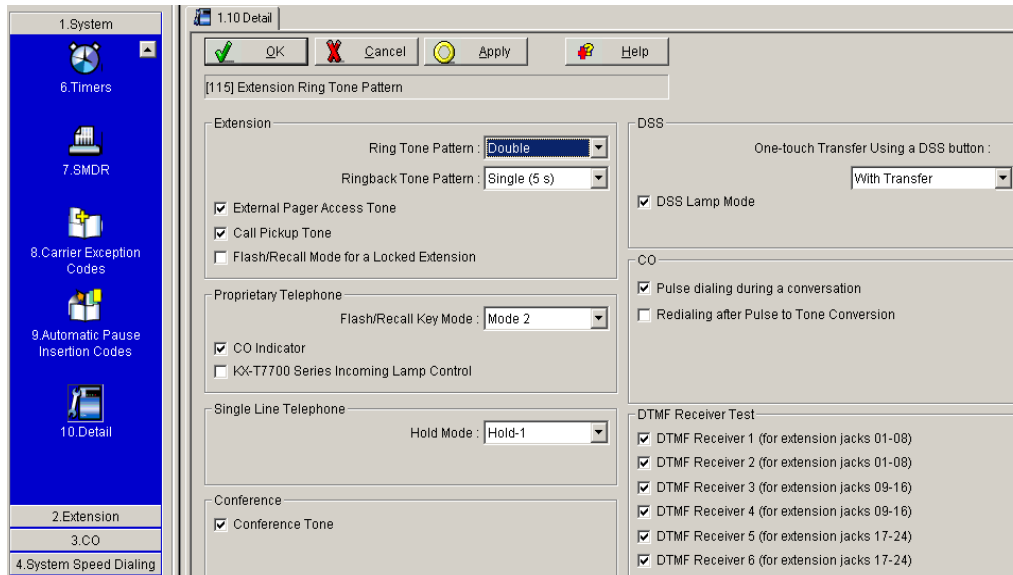 1.System
6.Timers
7.SMDR
8.Carrier Exception
Codes
9.Automatic Pause
Insertion Codes
10.Detail
2.Extension
3.CO
4.System Speed Dialing
1.10 Detail
OK
Cancel
Apply
Help
[115] Extension Ring Tone Pattern
Extension
Ring Tone Pattern : Double
Ringback Tone Pattern : Single (5 s)
External Pager Access Tone
Call Pickup Tone
Flash/Recall Mode for a Locked Extension
Proprietary Telephone
Flash/Recall Key Mode : Mode 2
CO Indicator
KX-T7700 Series Incoming Lamp Control
Single Line Telephone
Hold Mode : Hold-1
Conference
Conference Tone
DSS
One-touch Transfer Using a DSS button :
With Transfer
DSS Lamp Mode
CO
Pulse dialing during a conversation
Redialing after Pulse to Tone Conversion
DTMF Receiver Test
DTMF Receiver 1 (for extension jacks 01-08)
DTMF Receiver 2 (for extension jacks 01-08)
DTMF Receiver 3 (for extension jacks 09-16)
DTMF Receiver 4 (for extension jacks 09-16)
DTMF Receiver 5 (for extension jacks 17-24)
DTMF Receiver 6 (for extension jacks 17-24)